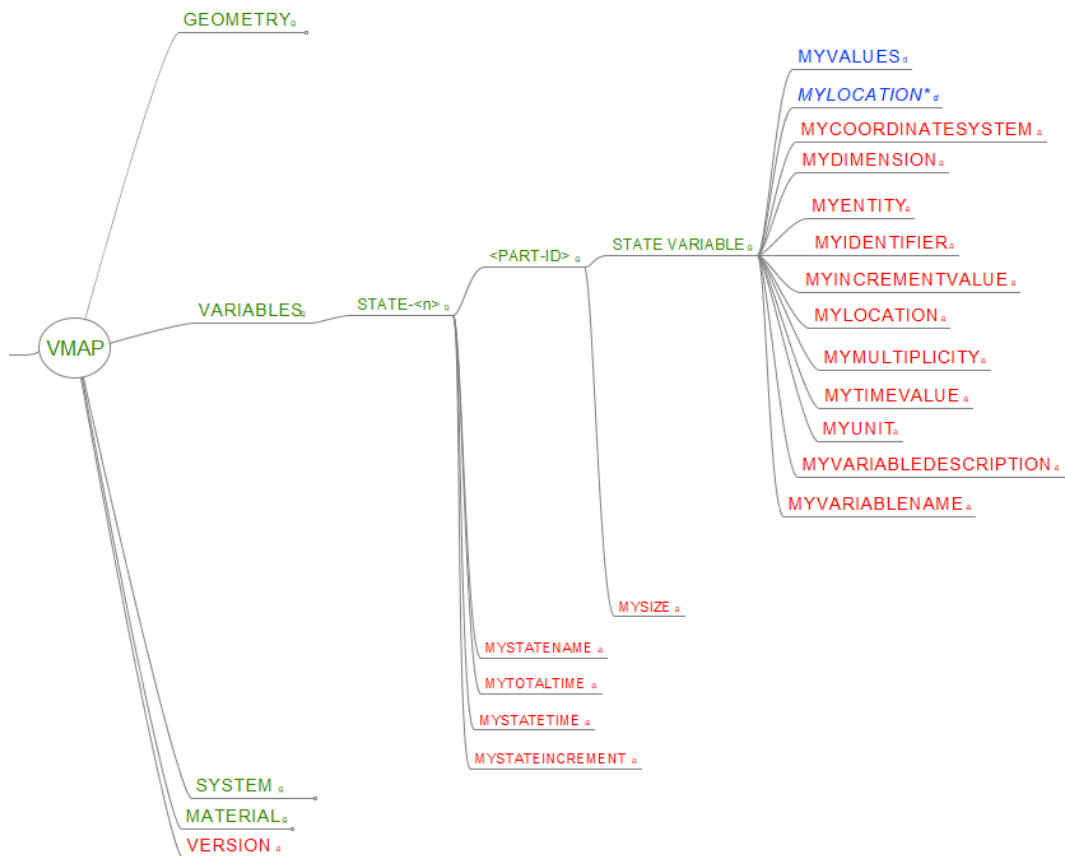 GEOMETRY g
MYVALUES d
MYLOCATION* d
MYCOORDINATESYSTEM a
MYDIMENSION a
MYENTITY a
MYIDENTIFIER a
MYINCREMENTVALUE a
MYLOCATION a
MYMULTIPLICITY a
MYTIMEVALUE a
MYUNIT a
MYVARIABLEDESCRIPTION a
MYVARIABLENAME a
STATE VARIABLE g
<PART-ID> g
STATE-<n> g
VARIABLES g
VMAP
MYSIZE a
MYSTATENAME a
MYTOTALTIME a
MYSTATETIME a
MYSTATEINCREMENT a
SYSTEM g
MATERIAL g
VERSION a